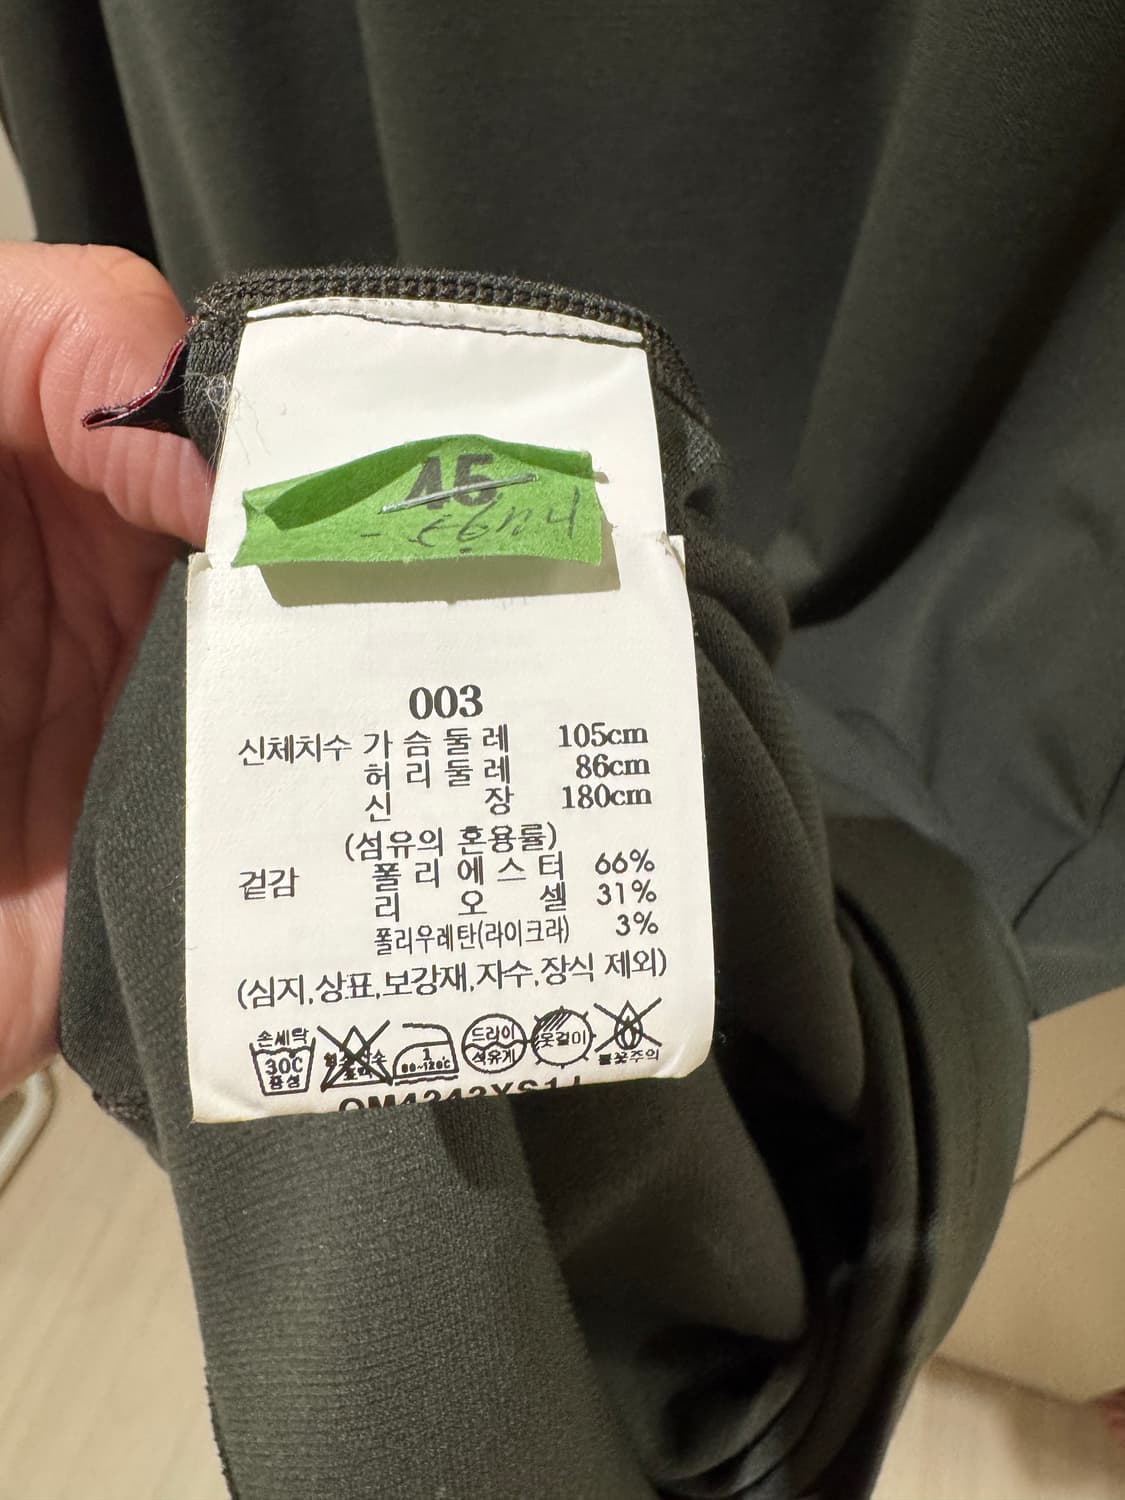 45
003
신체치수 가슴둘레 105cm
허리둘레 86cm
신장 180cm
(섬유의 혼용률)
겉감 폴리에스터 66%
리오셀 31%
폴리우레탄(라이크라) 3%
(심지,상표,보강재,자수,장식 제외)
손세탁
30C
중성
1
80~120℃
드라이
석유계
옷걸이
불꽃주의